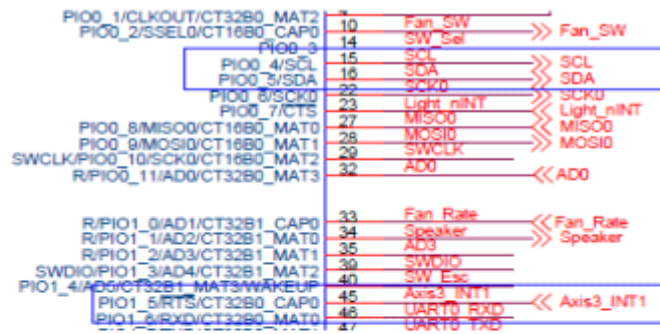 PIO0_1/CLKOUT/CT32B0_MAT2
PIO0_2/SSEL0/CT16B0_CAP0 10 Fan_SW Fan_SW
PIO0_3 14 SW_Sel
PIO0_4/SCL 15 SCL SCL
PIO0_5/SDA 16 SDA SDA
PIO0_6/SCK0 22 SCK0 SCK0
PIO0_7/CTS 23 Light_nINT Light_nINT
PIO0_8/MISO0/CT16B0_MAT0 27 MISO0 MISO0
PIO0_9/MOSI0/CT16B0_MAT1 28 MOSI0 MOSI0
SWCLK/PIO0_10/SCK0/CT16B0_MAT2 29 SWCLK
R/PIO0_11/AD0/CT32B0_MAT3 32 AD0 AD0
R/PIO1_0/AD1/CT32B1_CAP0 33 Fan_Rate Fan_Rate
R/PIO1_1/AD2/CT32B1_MAT0 34 Speaker Speaker
R/PIO1_2/AD3/CT32B1_MAT1 35 AD3
SWDIO/PIO1_3/AD4/CT32B1_MAT2 39 SWDIO
PIO1_4/AD5/CT32B1_MAT3/WAKEUP 40 SW_Esc
PIO1_5/RTS/CT32B0_CAP0 45 Axis3_INT1 Axis3_INT1
PIO1_6/RXD/CT32B0_MAT0 46 UART0_RXD
47 UART0_TXD